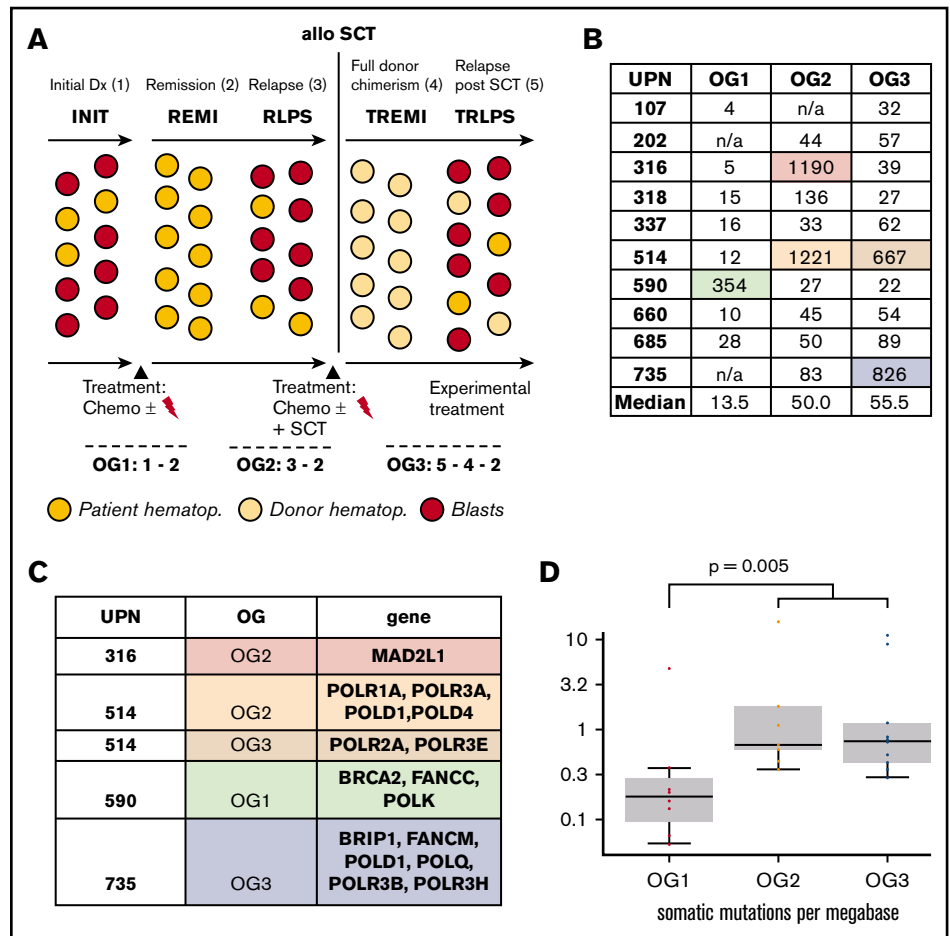 A
allo SCT
Initial Dx (1)
Remission (2)
Relapse (3)
Full donor
chimerism (4)
Relapse
post SCT (5)
INIT
REMI
RLPS
TREMI
TRLPS
Treatment:
Chemo ±
Treatment:
Chemo ±
+ SCT
Experimental
treatment
OG1: 1 - 2
OG2: 3 - 2
OG3: 5 - 4 - 2
Patient hematop.
Donor hematop.
Blasts
B
UPN OG1 OG2 OG3
107 4 n/a 32
202 n/a 44 57
316 5 1190 39
318 15 136 27
337 16 33 62
514 12 1221 667
590 354 27 22
660 10 45 54
685 28 50 89
735 n/a 83 826
Median 13.5 50.0 55.5
C
UPN OG gene
316 OG2 MAD2L1
514 OG2 POLR1A, POLR3A,
POLD1,POLD4
514 OG3 POLR2A, POLR3E
590 OG1 BRCA2, FANCC,
POLK
735 OG3 BRIP1, FANCM,
POLD1, POLQ,
POLR3B, POLR3H
D
p = 0.005
10
3.2
1
0.3
0.1
OG1 OG2 OG3
somatic mutations per megabase